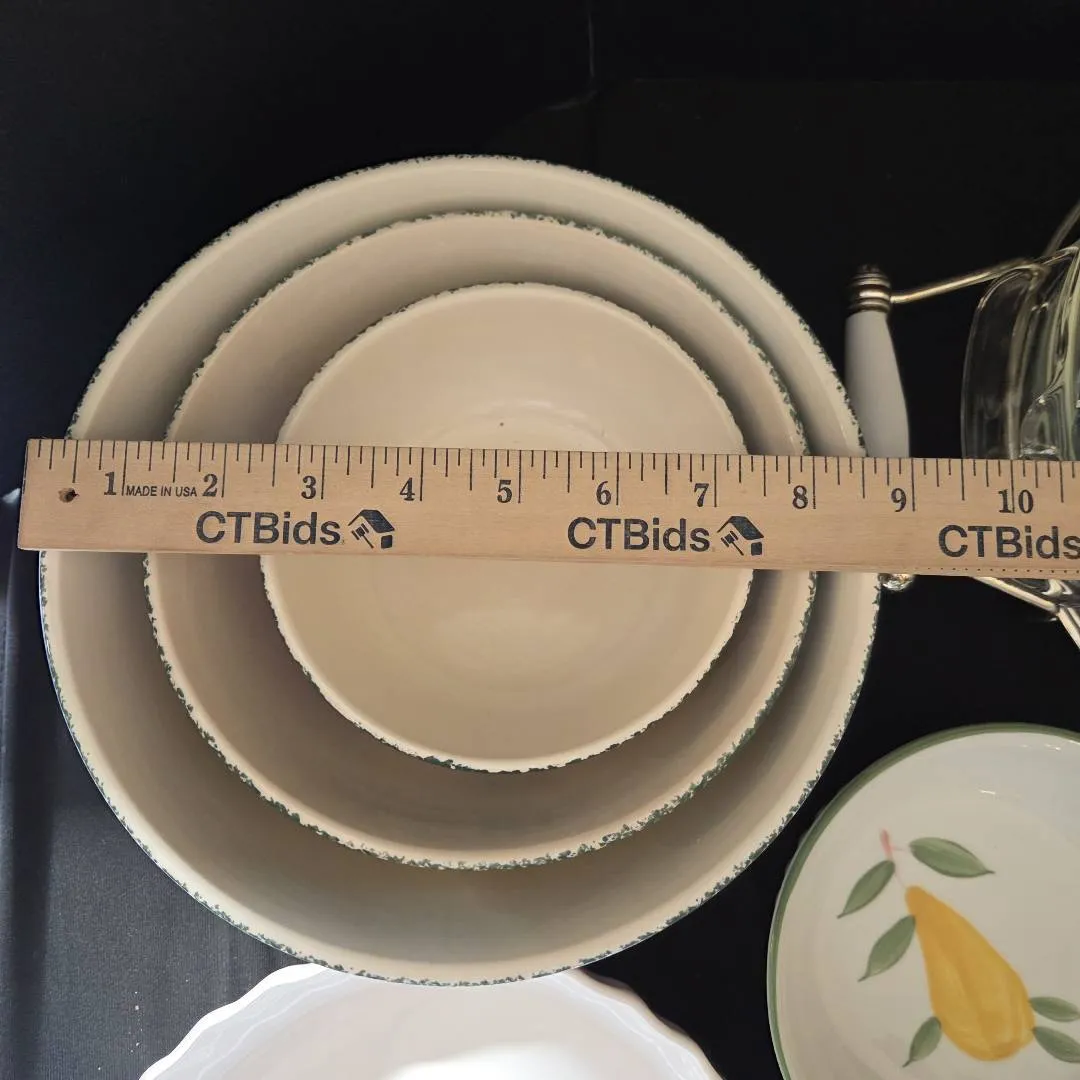 1 MADE IN USA 2 3 4 5 6 7 8 9 10
CTBids CTBids CTBids